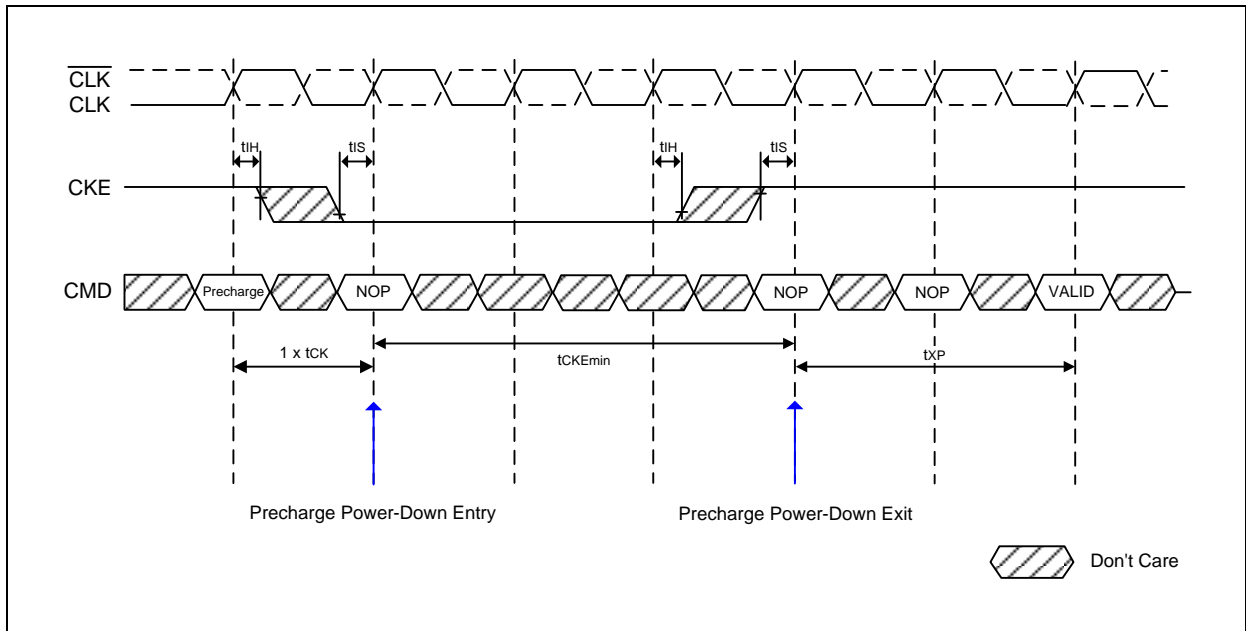 CLK
CLK
tIH
tIS
tIH
tIS
CKE
CMD
Precharge
NOP
NOP
NOP
VALID
1 x tCK
tCKEmin
tXP
Precharge Power-Down Entry
Precharge Power-Down Exit
Don't Care